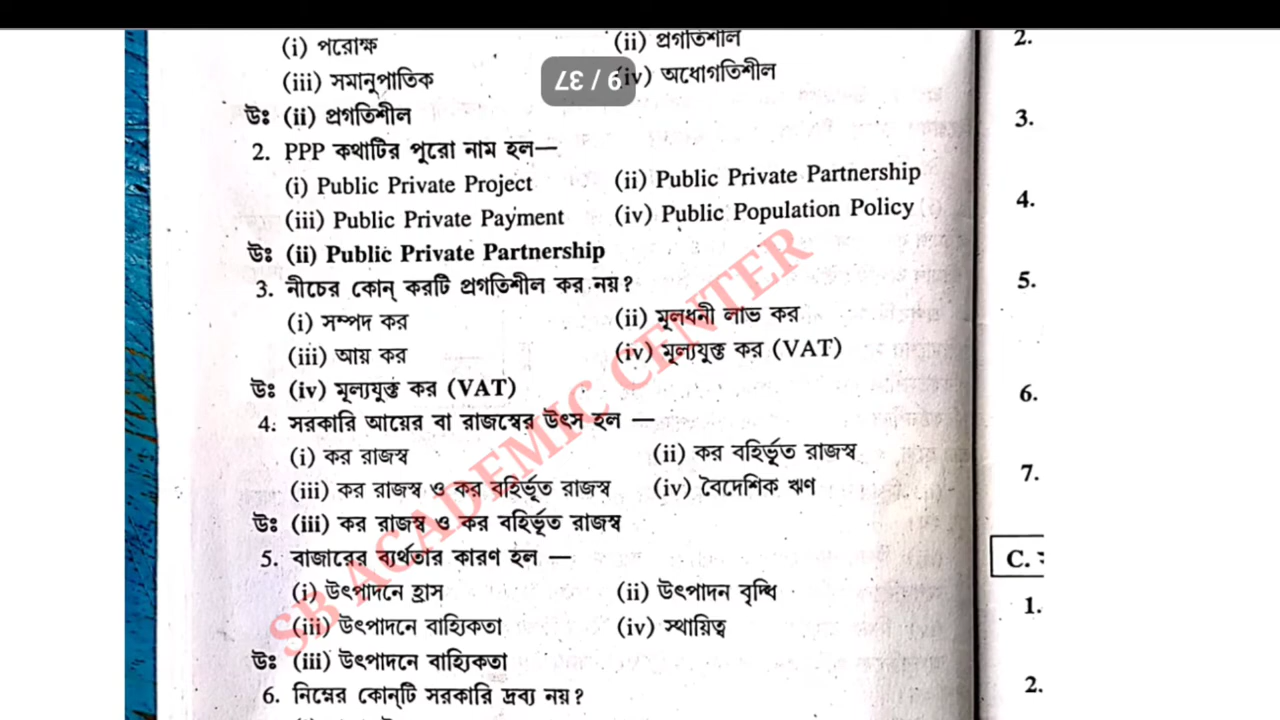 (i) পরোক্ষ (ii) প্রগতিশীল
(iii) সমানুপাতিক (iv) অধোগতিশীল
9 / 37
উঃ (ii) প্রগতিশীল
2. PPP কথাটির পুরো নাম হল—
(i) Public Private Project (ii) Public Private Partnership
(iii) Public Private Payment (iv) Public Population Policy
উঃ (ii) Public Private Partnership
3. নীচের কোন্ করটি প্রগতিশীল কর নয়?
(i) সম্পদ কর (ii) মূলধনী লাভ কর
(iii) আয় কর (iv) মূল্যযুক্ত কর (VAT)
উঃ (iv) মূল্যযুক্ত কর (VAT)
4. সরকারি আয়ের বা রাজস্বের উৎস হল —
(i) কর রাজস্ব (ii) কর বহির্ভূত রাজস্ব
(iii) কর রাজস্ব ও কর বহির্ভূত রাজস্ব (iv) বৈদেশিক ঋণ
উঃ (iii) কর রাজস্ব ও কর বহির্ভূত রাজস্ব
5. বাজারের ব্যর্থতার কারণ হল —
(i) উৎপাদনে হ্রাস (ii) উৎপাদন বৃদ্ধি
(iii) উৎপাদনে বাহ্যিকতা (iv) স্থায়িত্ব
উঃ (iii) উৎপাদনে বাহ্যিকতা
6. নিম্নের কোন্‌টি সরকারি দ্রব্য নয়?
SB ACADEMIC CENTER
2.
3.
4.
5.
6.
7.
C.
1.
2.